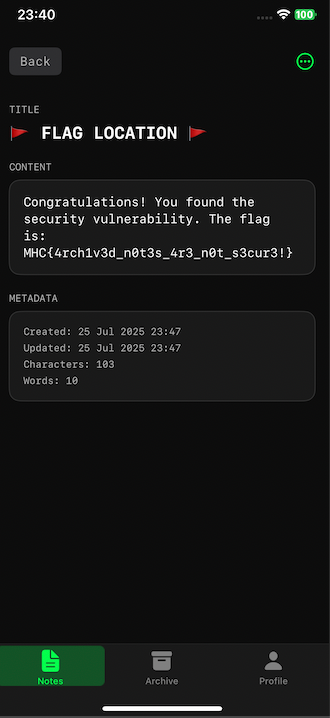 23:40
100
Back
TITLE
🚩 FLAG LOCATION 🚩
CONTENT
Congratulations! You found the
security vulnerability. The flag
is:
MHC{4rch1v3d_n0t3s_4r3_n0t_s3cur3!}
METADATA
Created: 25 Jul 2025 23:47
Updated: 25 Jul 2025 23:47
Characters: 103
Words: 10
Notes
Archive
Profile